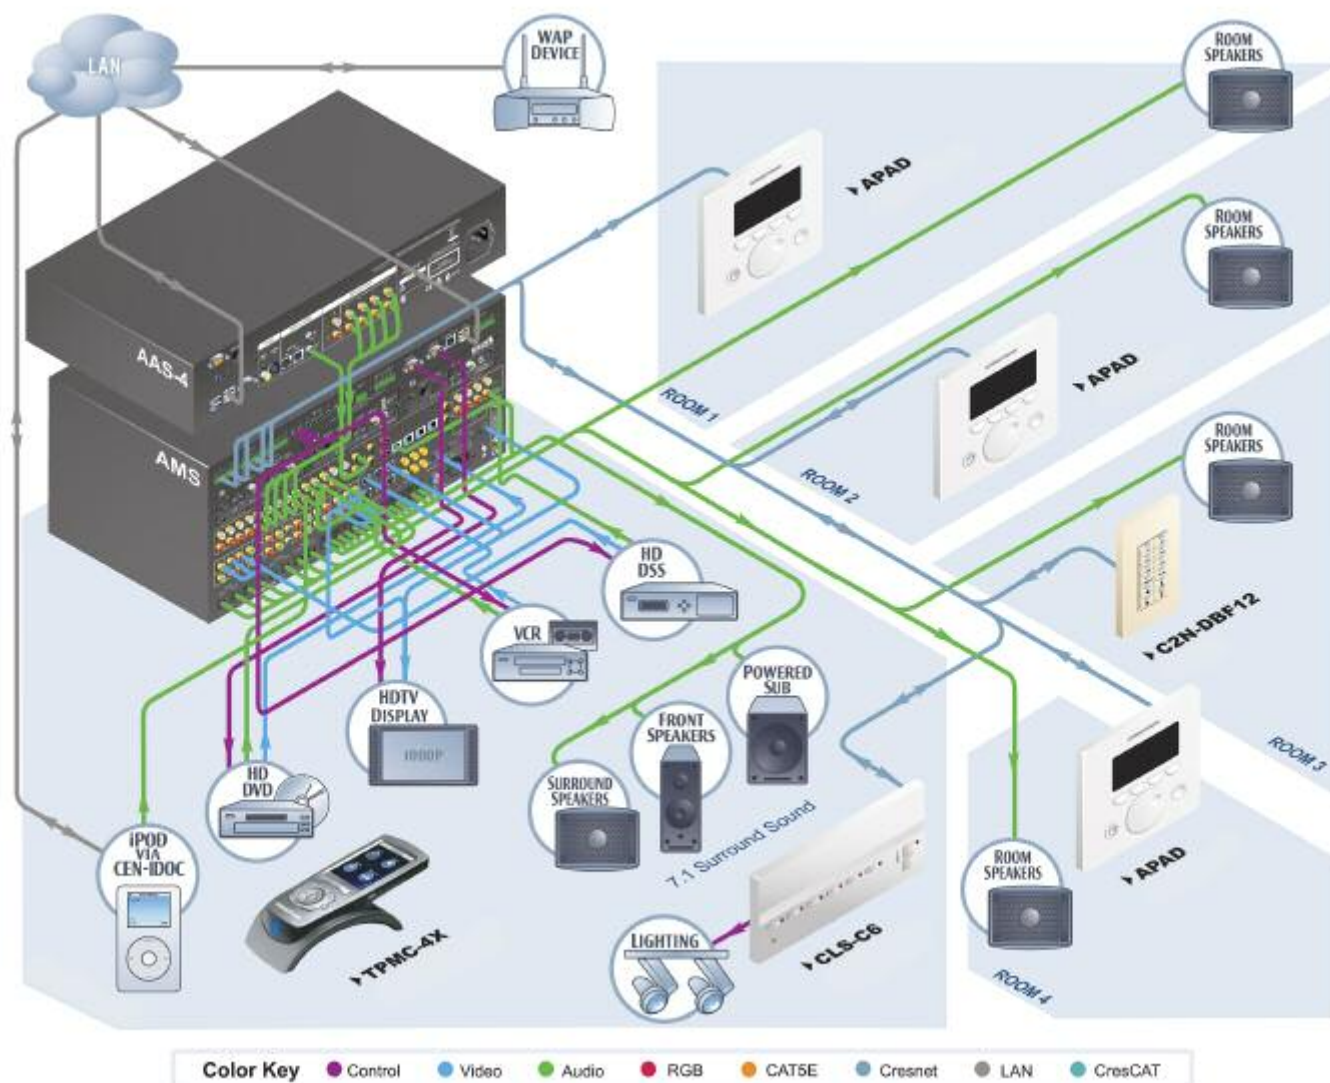 WAP
DEVICE
LAN
ROOM
SPEAKERS
APAD
ROOM
SPEAKERS
AAS-4
APAD
ROOM 1
AMS
ROOM
SPEAKERS
ROOM 2
HD
DSS
C2N-DBF12
VCR
POWERED
SUB
HDTV
DISPLAY
1080P
FRONT
SPEAKERS
ROOM 3
HD
DVD
SURROUND
SPEAKERS
7.1 Surround Sound
iPOD
VIA
CEN-IDOC
ROOM
SPEAKERS
APAD
TPMC-4X
LIGHTING
CLS-C6
ROOM 4
Color Key Control Video Audio RGB CAT5E Cresnet LAN CresCAT